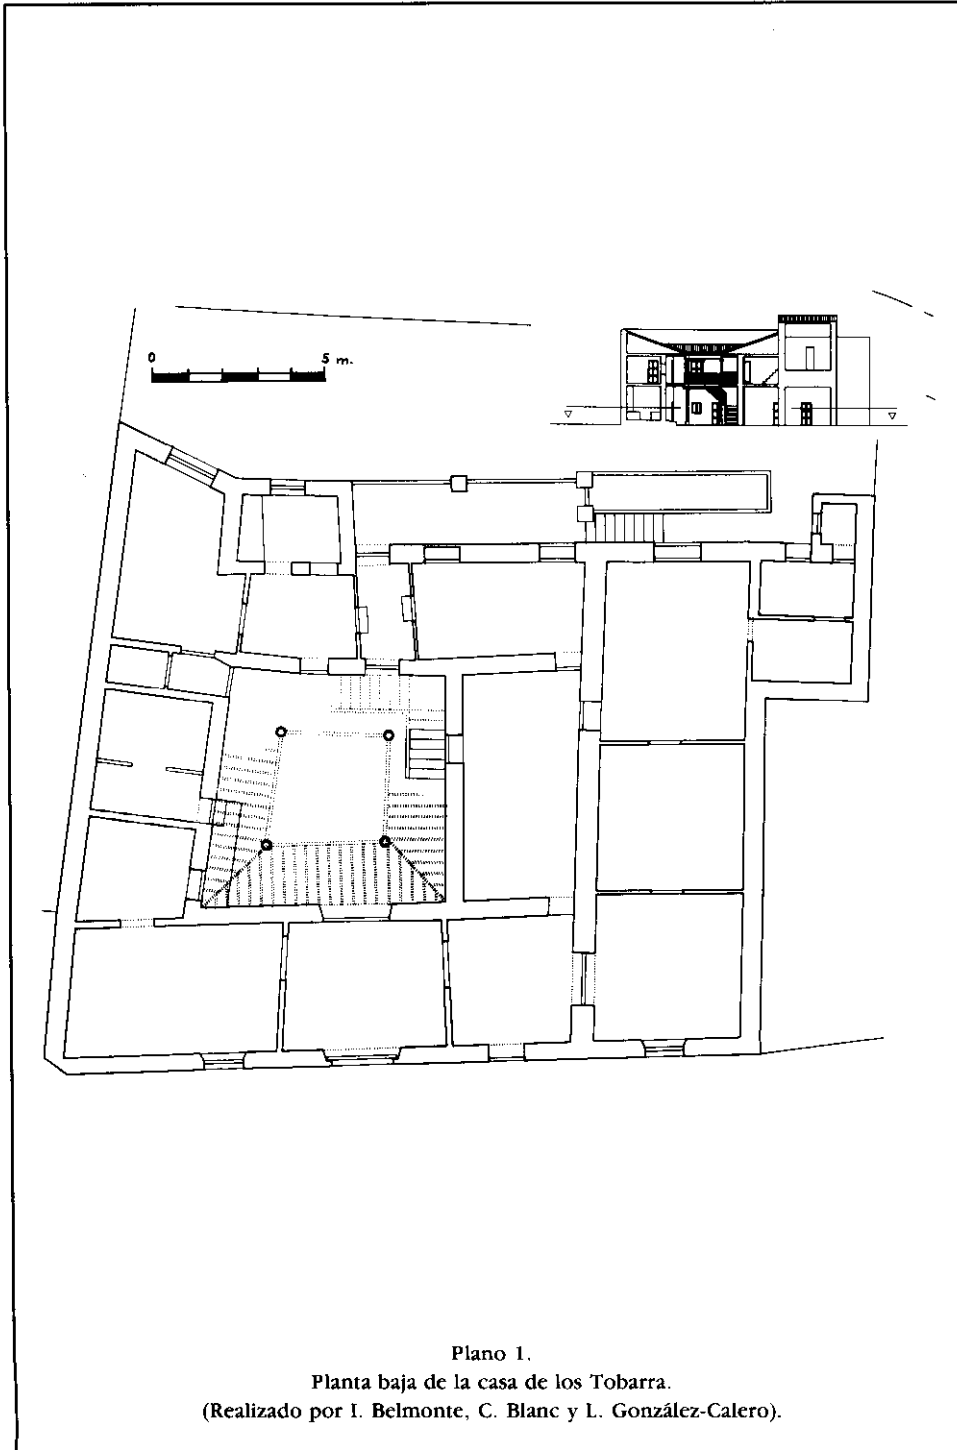 0 5 m.
Plano 1.
Planta baja de la casa de los Tobarra.
(Realizado por I. Belmonte, C. Blanc y L. González-Calero).